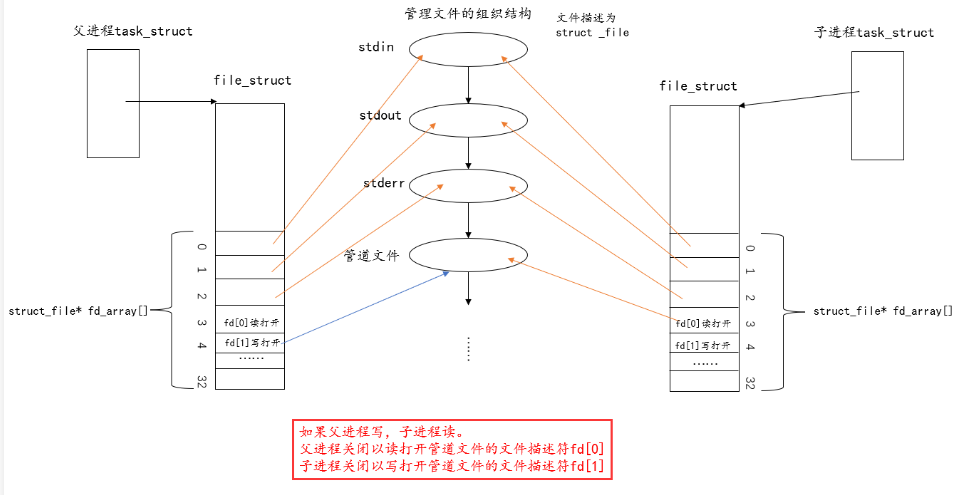 管理文件的组织结构
文件描述为
struct _file
父进程task_struct
子进程task_struct
stdin
file_struct
file_struct
stdout
stderr
管道文件
0
1
2
3
4
32
struct_file* fd_array[]
fd[0]读打开
fd[1]写打开
……
……
0
1
2
3
4
32
struct_file* fd_array[]
fd[0]读打开
fd[1]写打开
……
如果父进程写，子进程读。
父进程关闭以读打开管道文件的文件描述符fd[0]
子进程关闭以写打开管道文件的文件描述符fd[1]